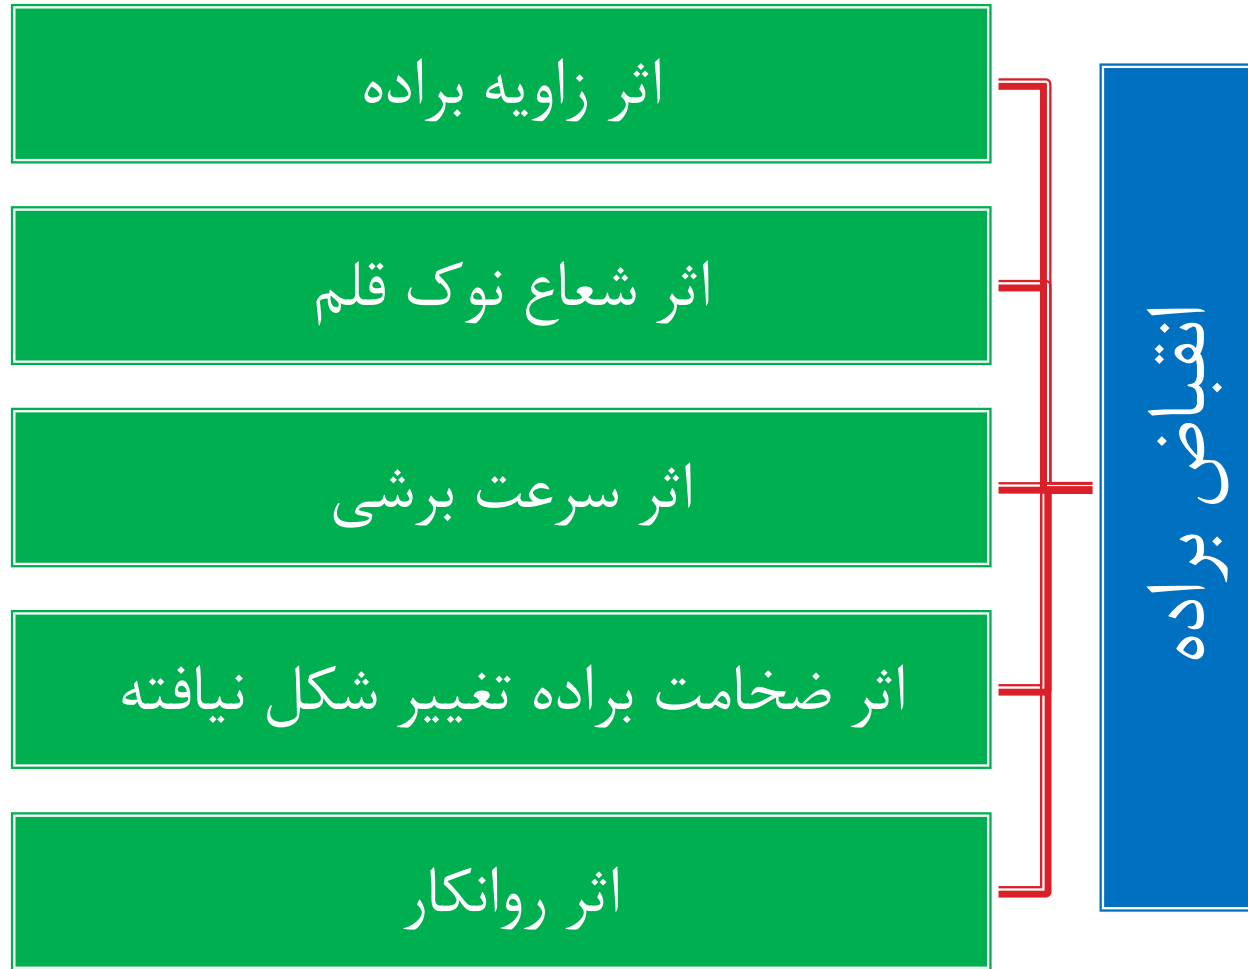 انقباض براده
اثر زاویه براده
اثر شعاع نوک قلم
اثر سرعت برشی
اثر ضخامت براده تغییر شکل نیافته
اثر روانکار